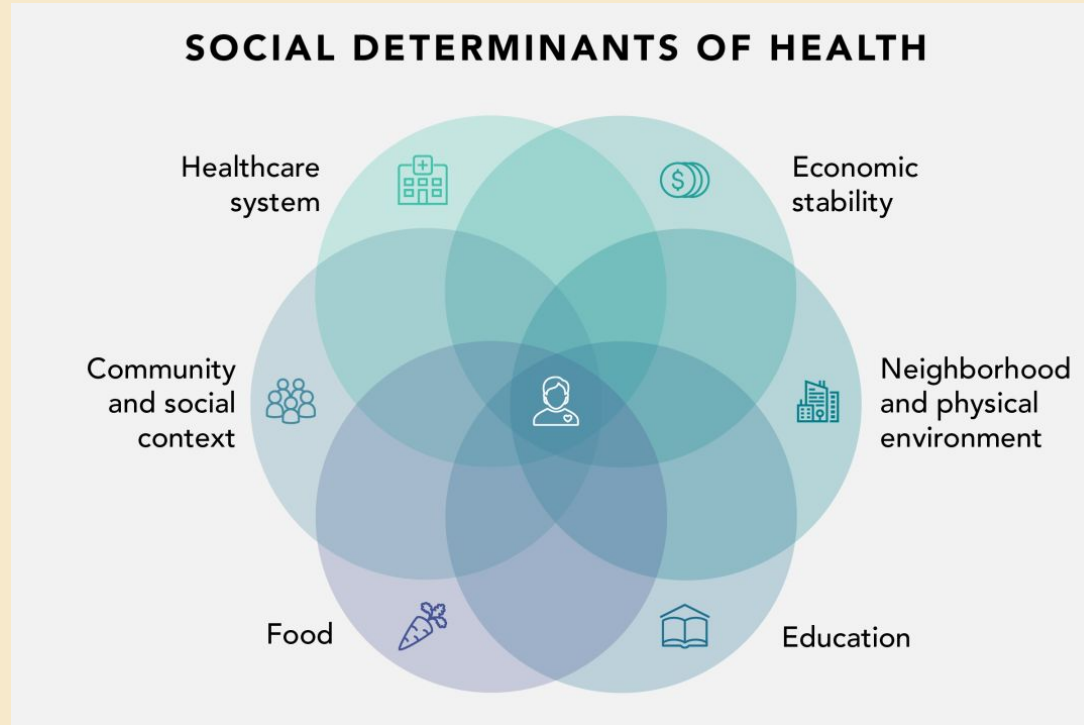 SOCIAL DETERMINANTS OF HEALTH
Healthcare
system
Economic
stability
Community
and social
context
Neighborhood
and physical
environment
Food
Education
$